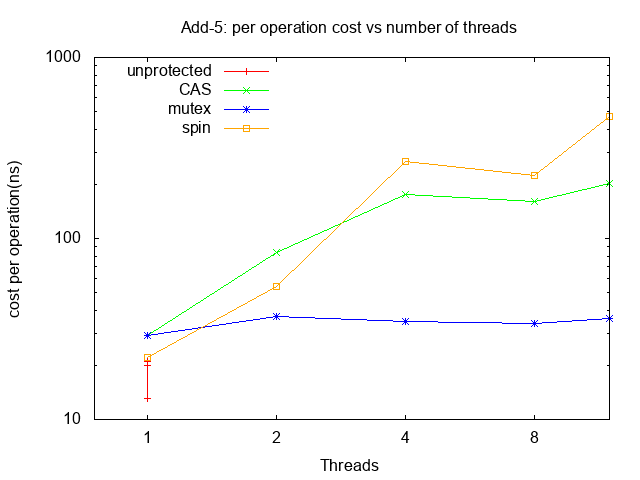 Add-5: per operation cost vs number of threads
1000
unprotected
CAS
mutex
spin
cost per operation(ns)
100
10
1 2 4 8
Threads